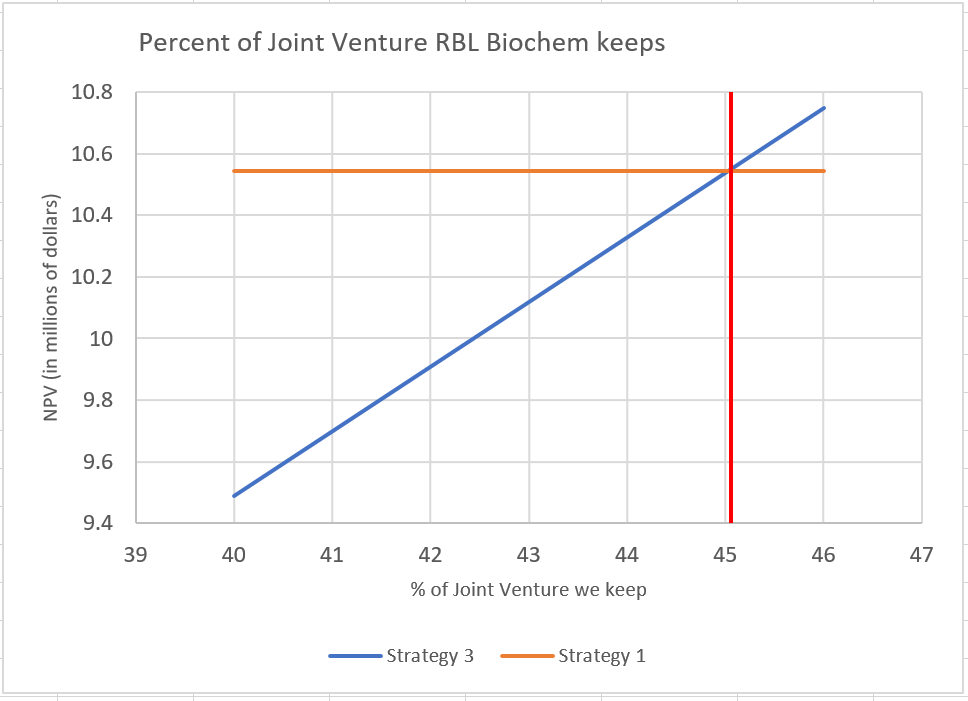 Percent of Joint Venture RBL Biochem keeps
10.8
10.6
10.4
10.2
10
9.8
9.6
9.4
NPV (in millions of dollars)
39 40 41 42 43 44 45 46 47
% of Joint Venture we keep
Strategy 3 Strategy 1